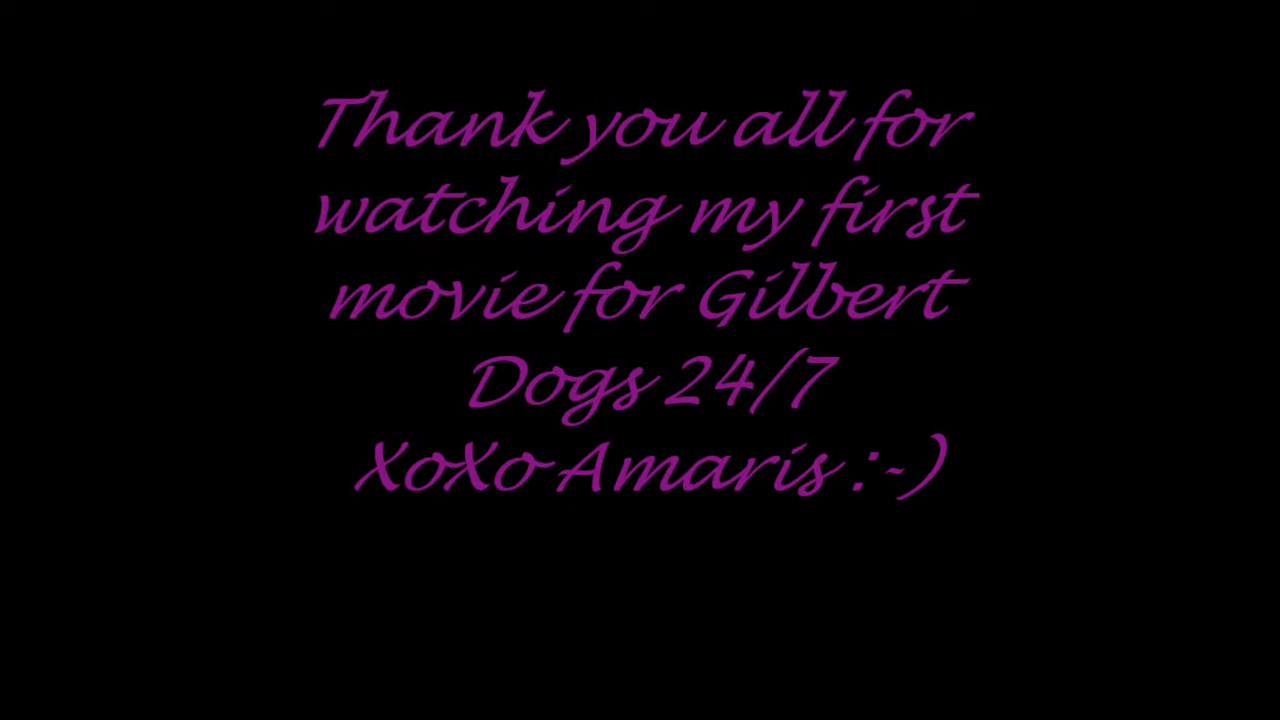 Thank you all for
watching my first
movie for Gilbert
Dogs 24/7
XoXo Amaris :-)